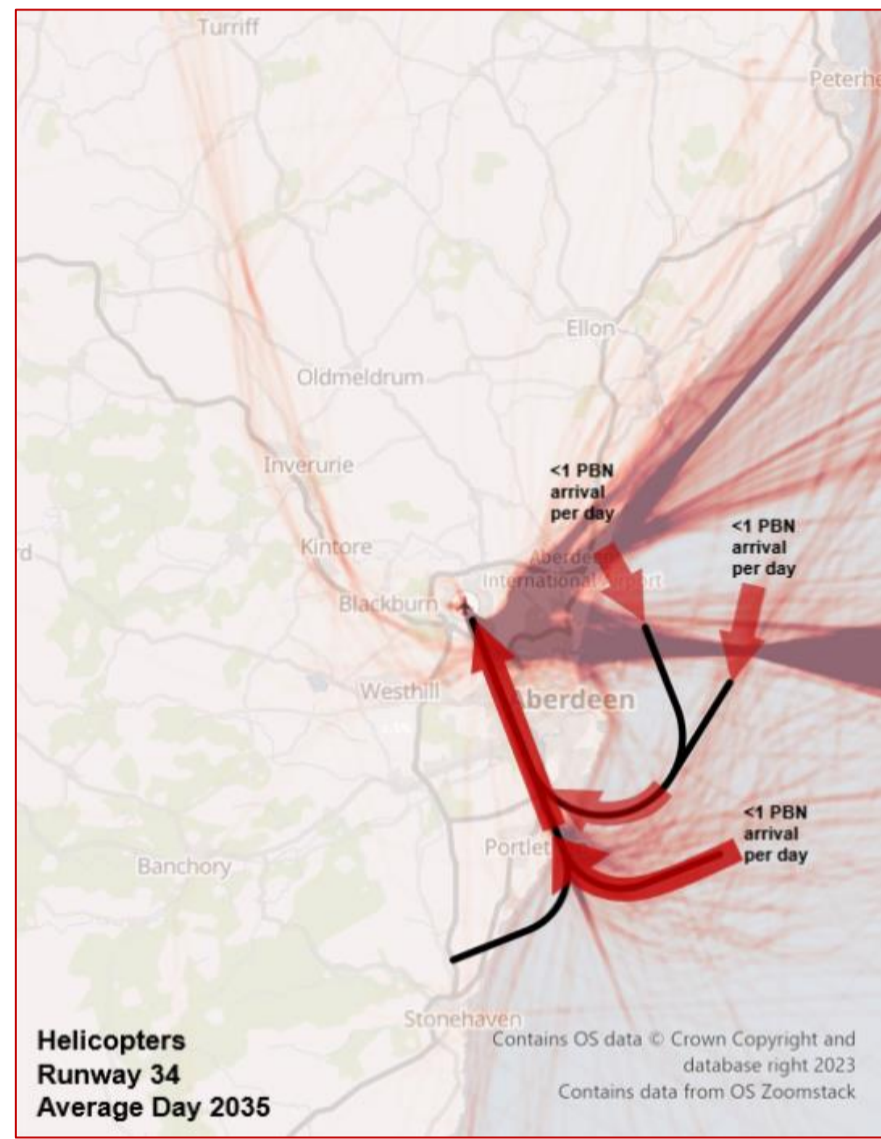 Turriff
Peterhe
Ellon
Oldmeldrum
Inverurie
<1 PBN
arrival
per day
<1 PBN
arrival
per day
Kintore
Aberdeen
International Airport
Blackburn
Westhill
Aberdeen
<1 PBN
arrival
per day
Portlet
Banchory
Stonehaven
Helicopters
Runway 34
Average Day 2035
Contains OS data © Crown Copyright and
database right 2023
Contains data from OS Zoomstack